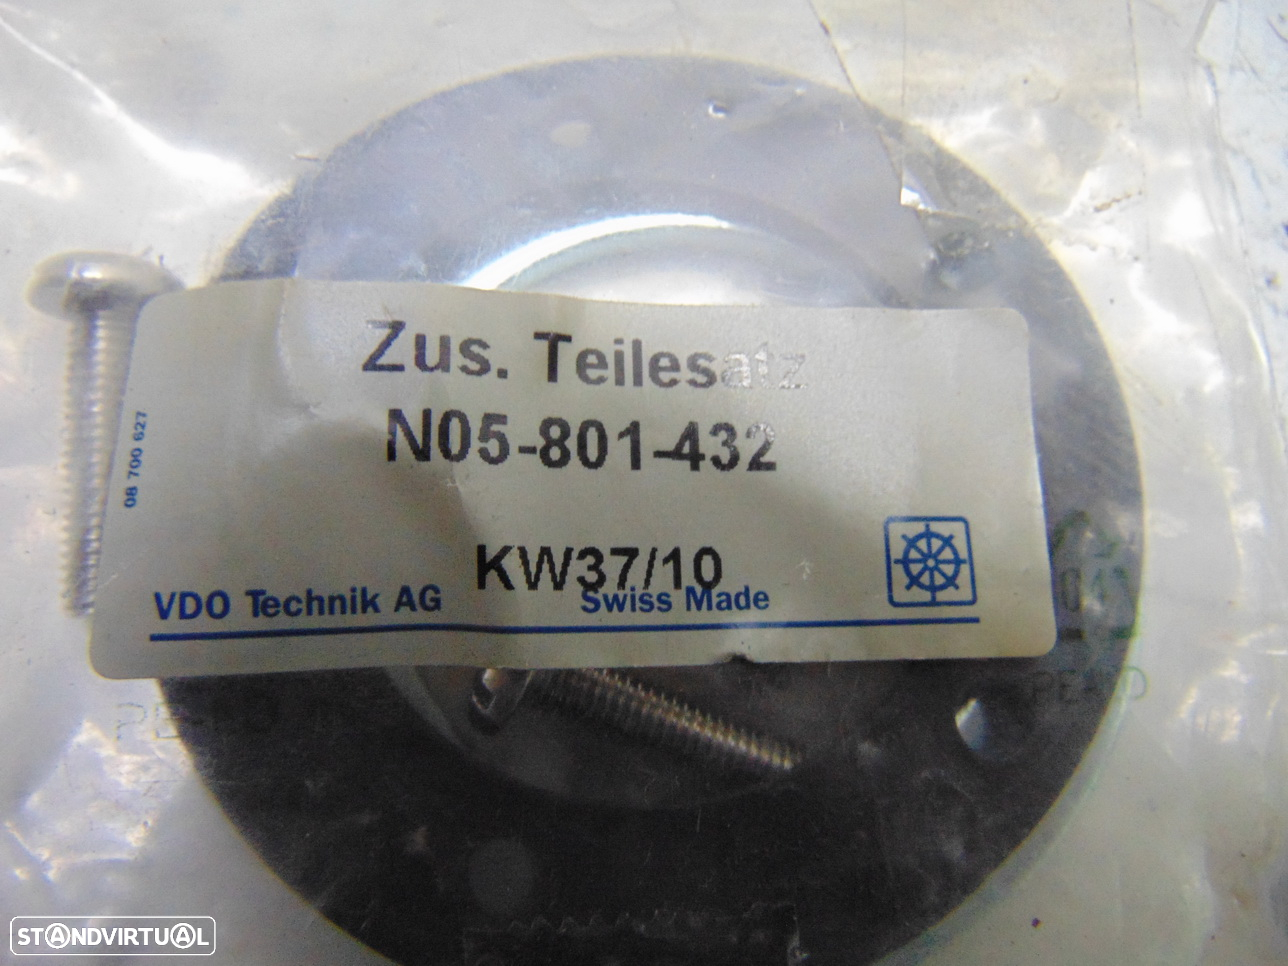 Zus. Teilesatz
N05-801-432
08 700 627
KW37/10
VDO Technik AG
Swiss Made
STANDVIRTUAL